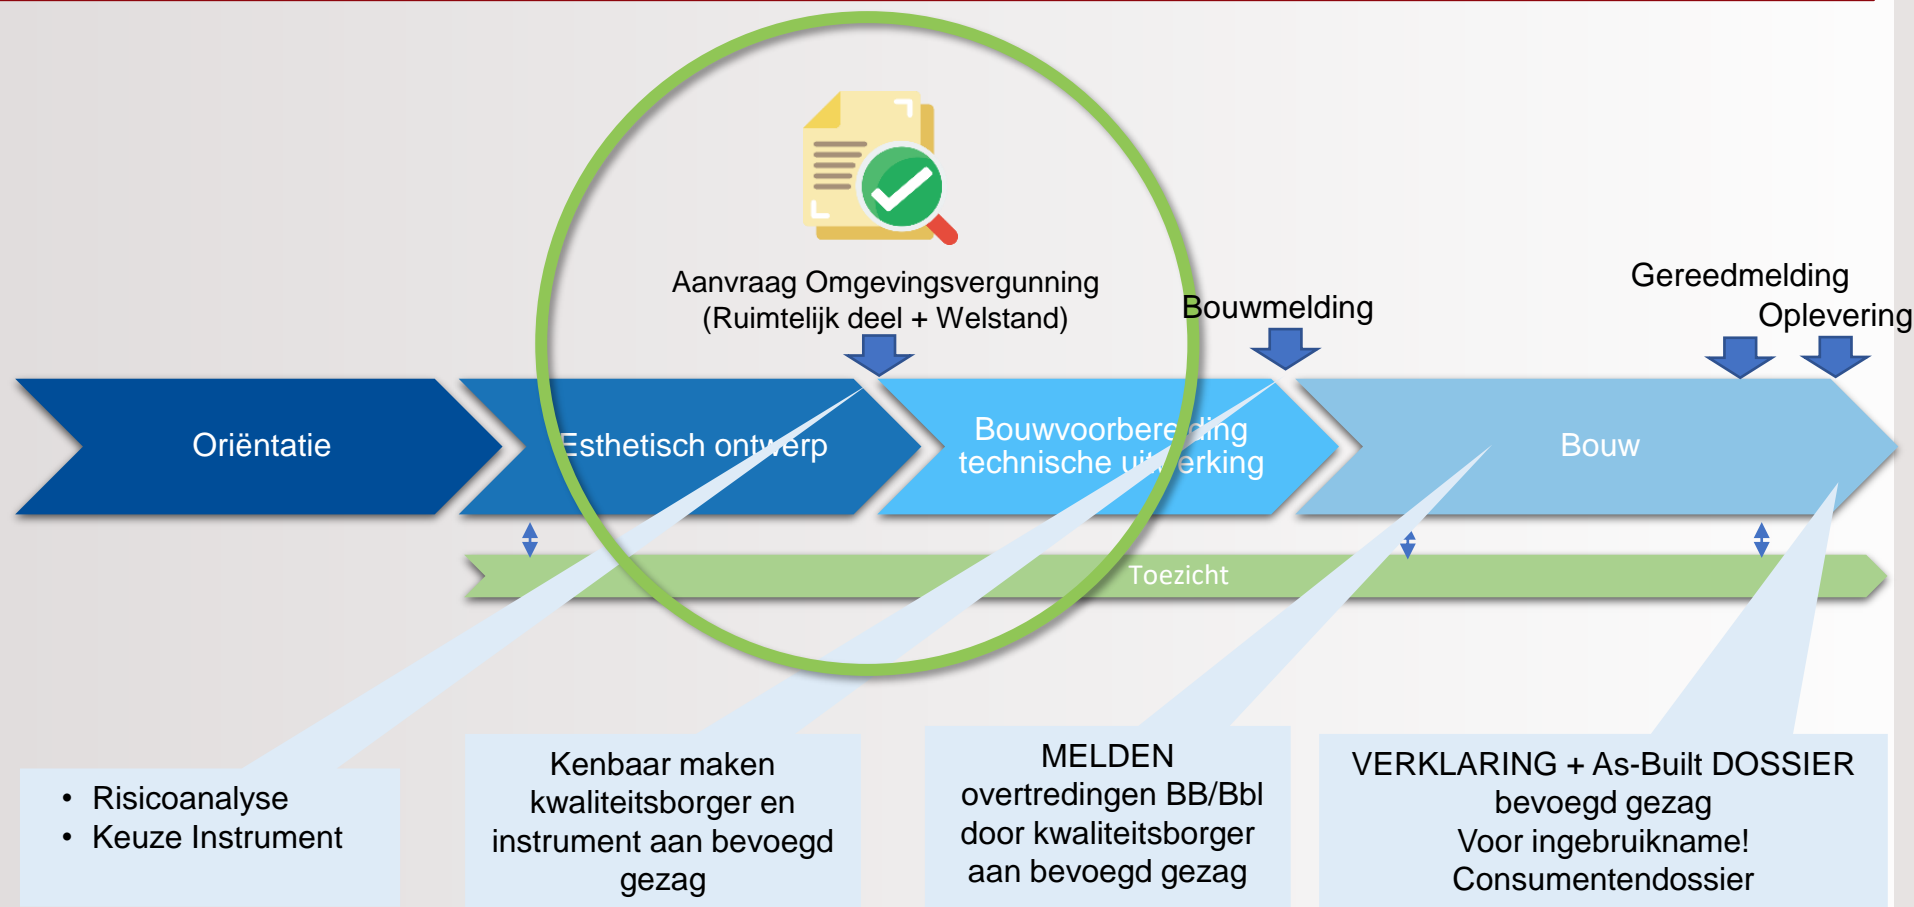 Aanvraag Omgevingsvergunning
(Ruimtelijk deel + Welstand)
Bouwmelding
Gereedmelding
Oplevering
Oriëntatie
Esthetisch ontwerp
Bouwvoorbereiding
technische uitwerking
Bouw
Toezicht
• Risicoanalyse
• Keuze Instrument
Kenbaar maken
kwaliteitsborger en
instrument aan bevoegd
gezag
MELDEN
overtredingen BB/Bbl
door kwaliteitsborger
aan bevoegd gezag
VERKLARING + As-Built DOSSIER
bevoegd gezag
Voor ingebruikname!
Consumentendossier